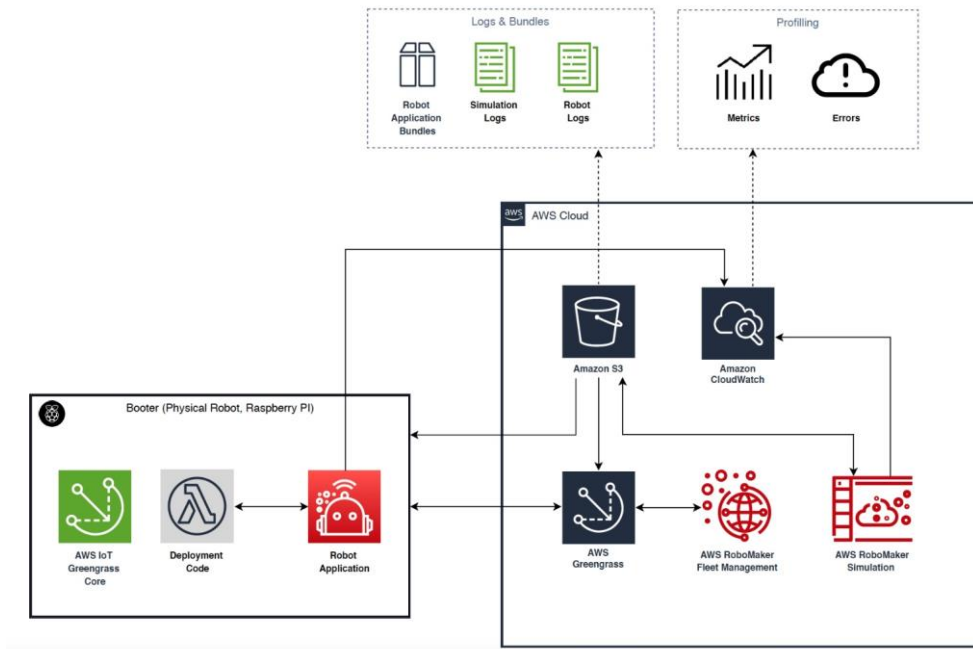 Logs & Bundles
Profilling
Robot
Application
Bundles
Simulation
Logs
Robot
Logs
Metrics
Errors
aws
AWS Cloud
Amazon S3
Amazon
CloudWatch
Booter (Physical Robot, Raspberry PI)
AWS IoT
Greengrass
Core
Deployment
Code
Robot
Application
AWS
Greengrass
AWS RoboMaker
Fleet Management
AWS RoboMaker
Simulation